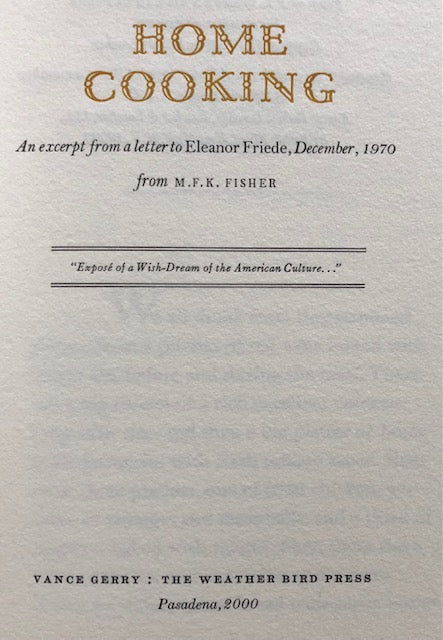 HOME
COOKING
An excerpt from a letter to Eleanor Friede, December, 1970
from M.F.K. FISHER
"Exposé of a Wish-Dream of the American Culture. . ."
VANCE GERRY : THE WEATHER BIRD PRESS
Pasadena, 2000